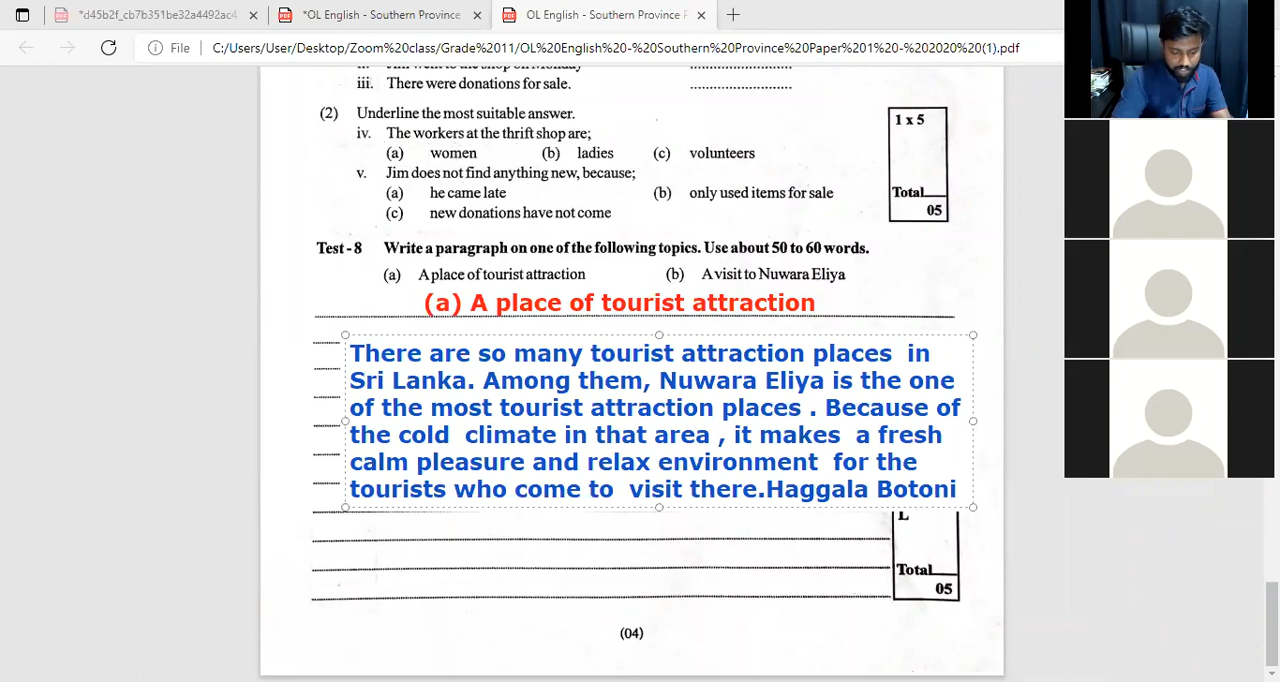 *d45b2f_cb7b351be32a4492ac4
*OL English - Southern Province
OL English - Southern Province P
File C:/Users/User/Desktop/Zoom%20class/Grade%2011/OL%20English%20-%20Southern%20Province%20Paper%201%20-%202020%20(1).pdf
iii. There were donations for sale. ..........................
(2) Underline the most suitable answer.
1 x 5
iv. The workers at the thrift shop are;
(a) women (b) ladies (c) volunteers
v. Jim does not find anything new, because;
(a) he came late (b) only used items for sale
Total
(c) new donations have not come
05
Test - 8 Write a paragraph on one of the following topics. Use about 50 to 60 words.
(a) A place of tourist attraction (b) A visit to Nuwara Eliya
(a) A place of tourist attraction
There are so many tourist attraction places in
Sri Lanka. Among them, Nuwara Eliya is the one
of the most tourist attraction places . Because of
the cold climate in that area , it makes a fresh
calm pleasure and relax environment for the
tourists who come to visit there.Haggala Botoni
L
Total
05
(04)